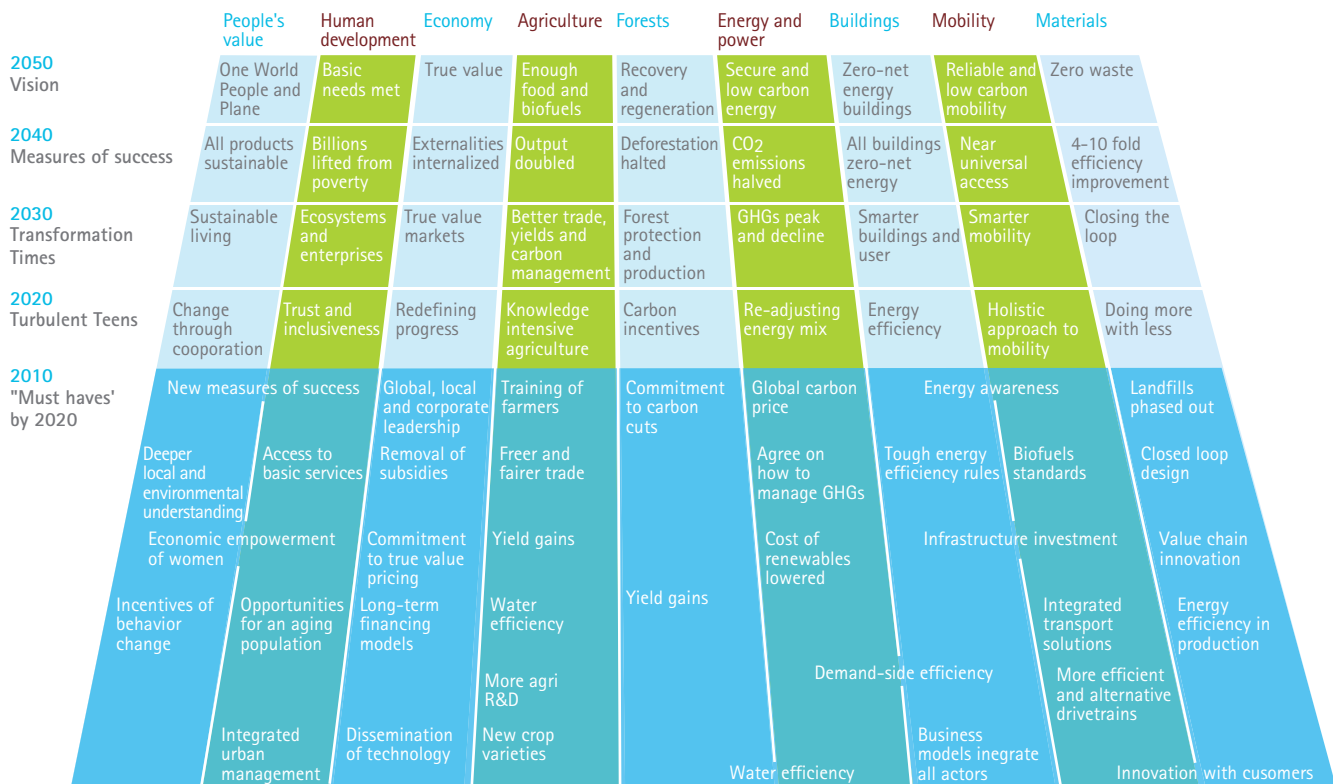 People's
value
Human
development
Economy
Agriculture
Forests
Energy and
power
Buildings
Mobility
Materials
2050
Vision
One World
People and
Plane
Basic
needs met
True value
Enough
food and
biofuels
Recovery
and
regeneration
Secure and
low carbon
energy
Zero-net
energy
buildings
Reliable and
low carbon
mobility
Zero waste
2040
Measures of success
All products
sustainable
Billions
lifted from
poverty
Externalities
internalized
Output
doubled
Deforestation
halted
CO2
emissions
halved
All buildings
zero-net
energy
Near
universal
access
4-10 fold
efficiency
improvement
2030
Transformation
Times
Sustainable
living
Ecosystems
and
enterprises
True value
markets
Better trade,
yields and
carbon
management
Forest
protection
and
production
GHGs peak
and decline
Smarter
buildings and
user
Smarter
mobility
Closing the
loop
2020
Turbulent Teens
Change
through
cooporation
Trust and
inclusiveness
Redefining
progress
Knowledge
intensive
agriculture
Carbon
incentives
Re-adjusting
energy mix
Energy
efficiency
Holistic
approach to
mobility
Doing more
with less
2010
"Must haves'
by 2020
New measures of success
Global, local
and corporate
leadership
Training of
farmers
Commitment
to carbon
cuts
Global carbon
price
Energy awareness
Landfills
phased out
Deeper
local and
environmental
understanding
Access to
basic services
Removal of
subsidies
Freer and
fairer trade
Agree on
how to
manage GHGs
Tough energy
efficiency rules
Biofuels
standards
Closed loop
design
Economic empowerment
of women
Commitment
to true value
pricing
Yield gains
Cost of
renewables
lowered
Infrastructure investment
Value chain
innovation
Incentives of
behavior
change
Opportunities
for an aging
population
Long-term
financing
models
Water
efficiency
Yield gains
Integrated
transport
solutions
Energy
efficiency in
production
More agri
R&D
Demand-side efficiency
More efficient
and alternative
drivetrains
Integrated
urban
management
Dissemination
of technology
New crop
varieties
Water efficiency
Business
models inegrate
all actors
Innovation with cusomers